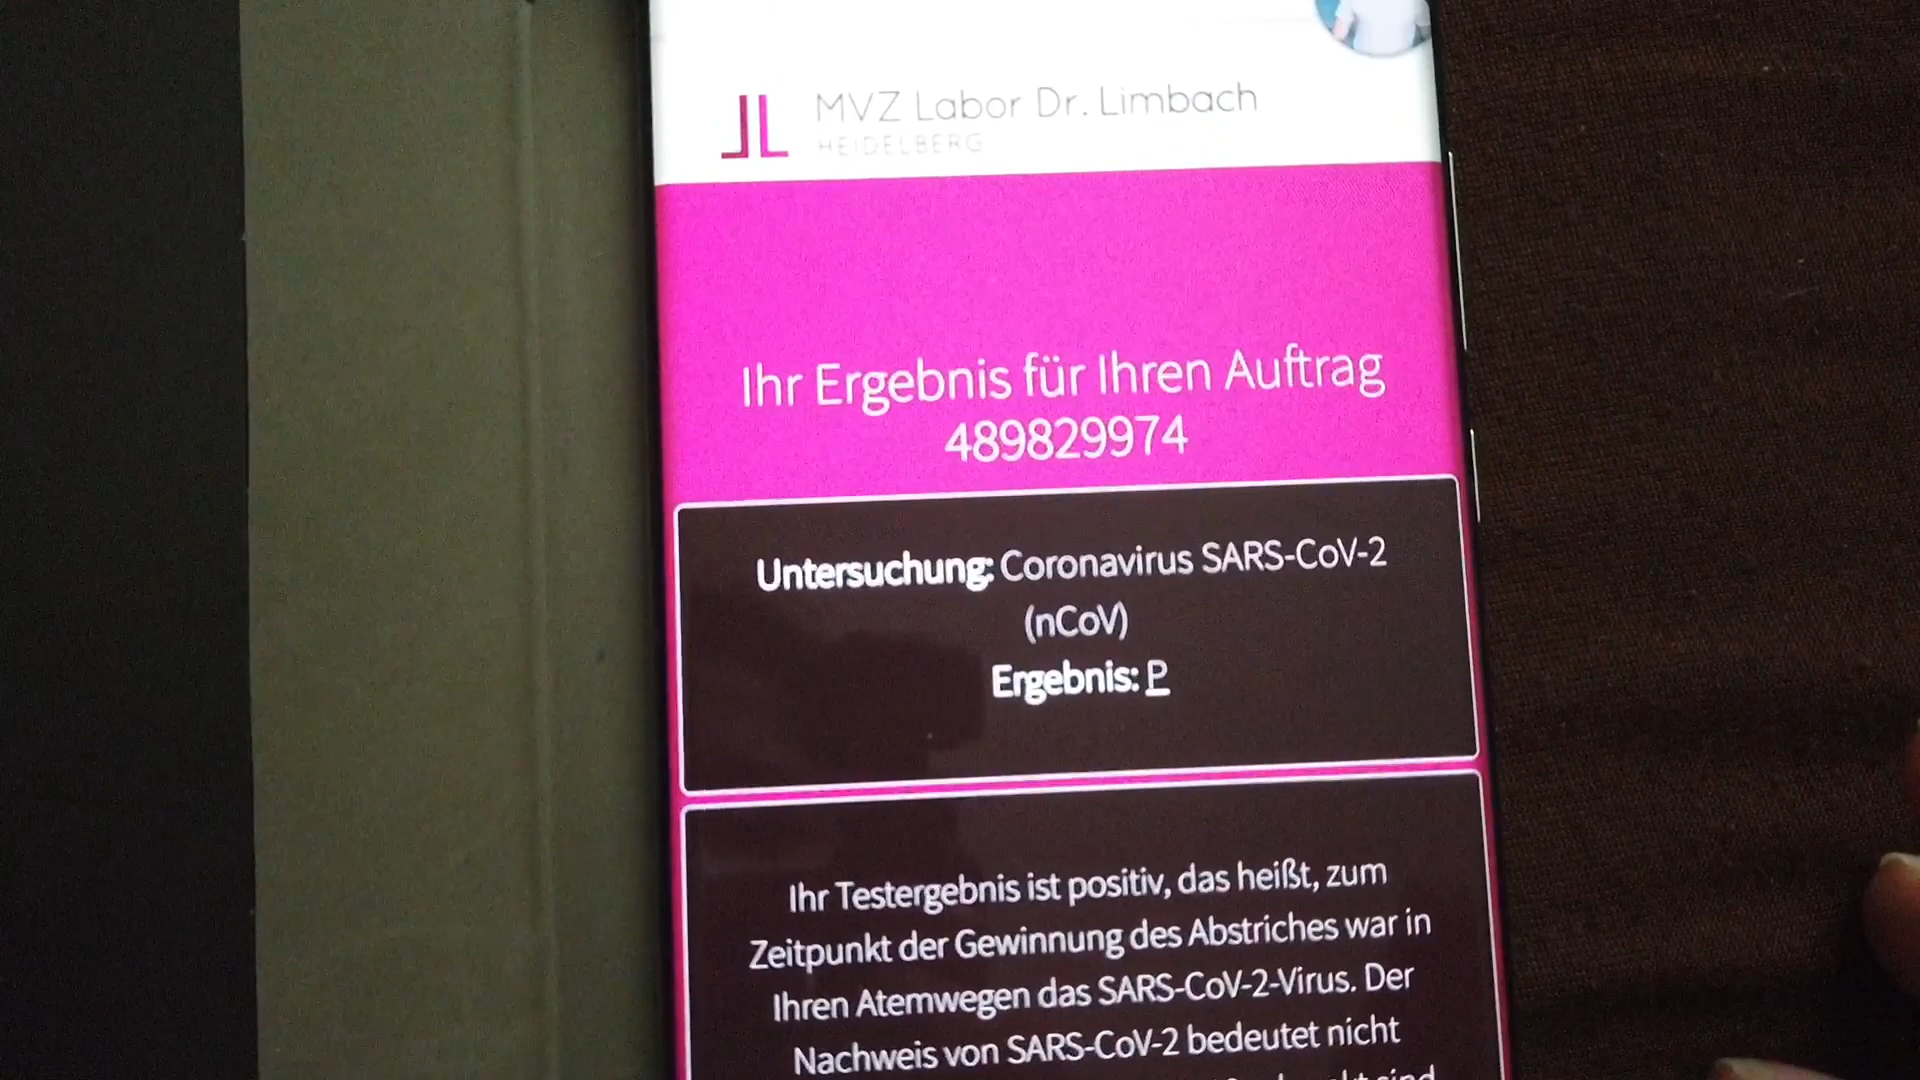 MVZ Labor Dr. Limbach
HEIDELBERG
Ihr Ergebnis für Ihren Auftrag
489829974
Untersuchung: Coronavirus SARS-CoV-2
(nCoV)
Ergebnis: P
Ihr Testergebnis ist positiv, das heißt, zum
Zeitpunkt der Gewinnung des Abstriches war in
Ihren Atemwegen das SARS-CoV-2-Virus. Der
Nachweis von SARS-CoV-2 bedeutet nicht
sind